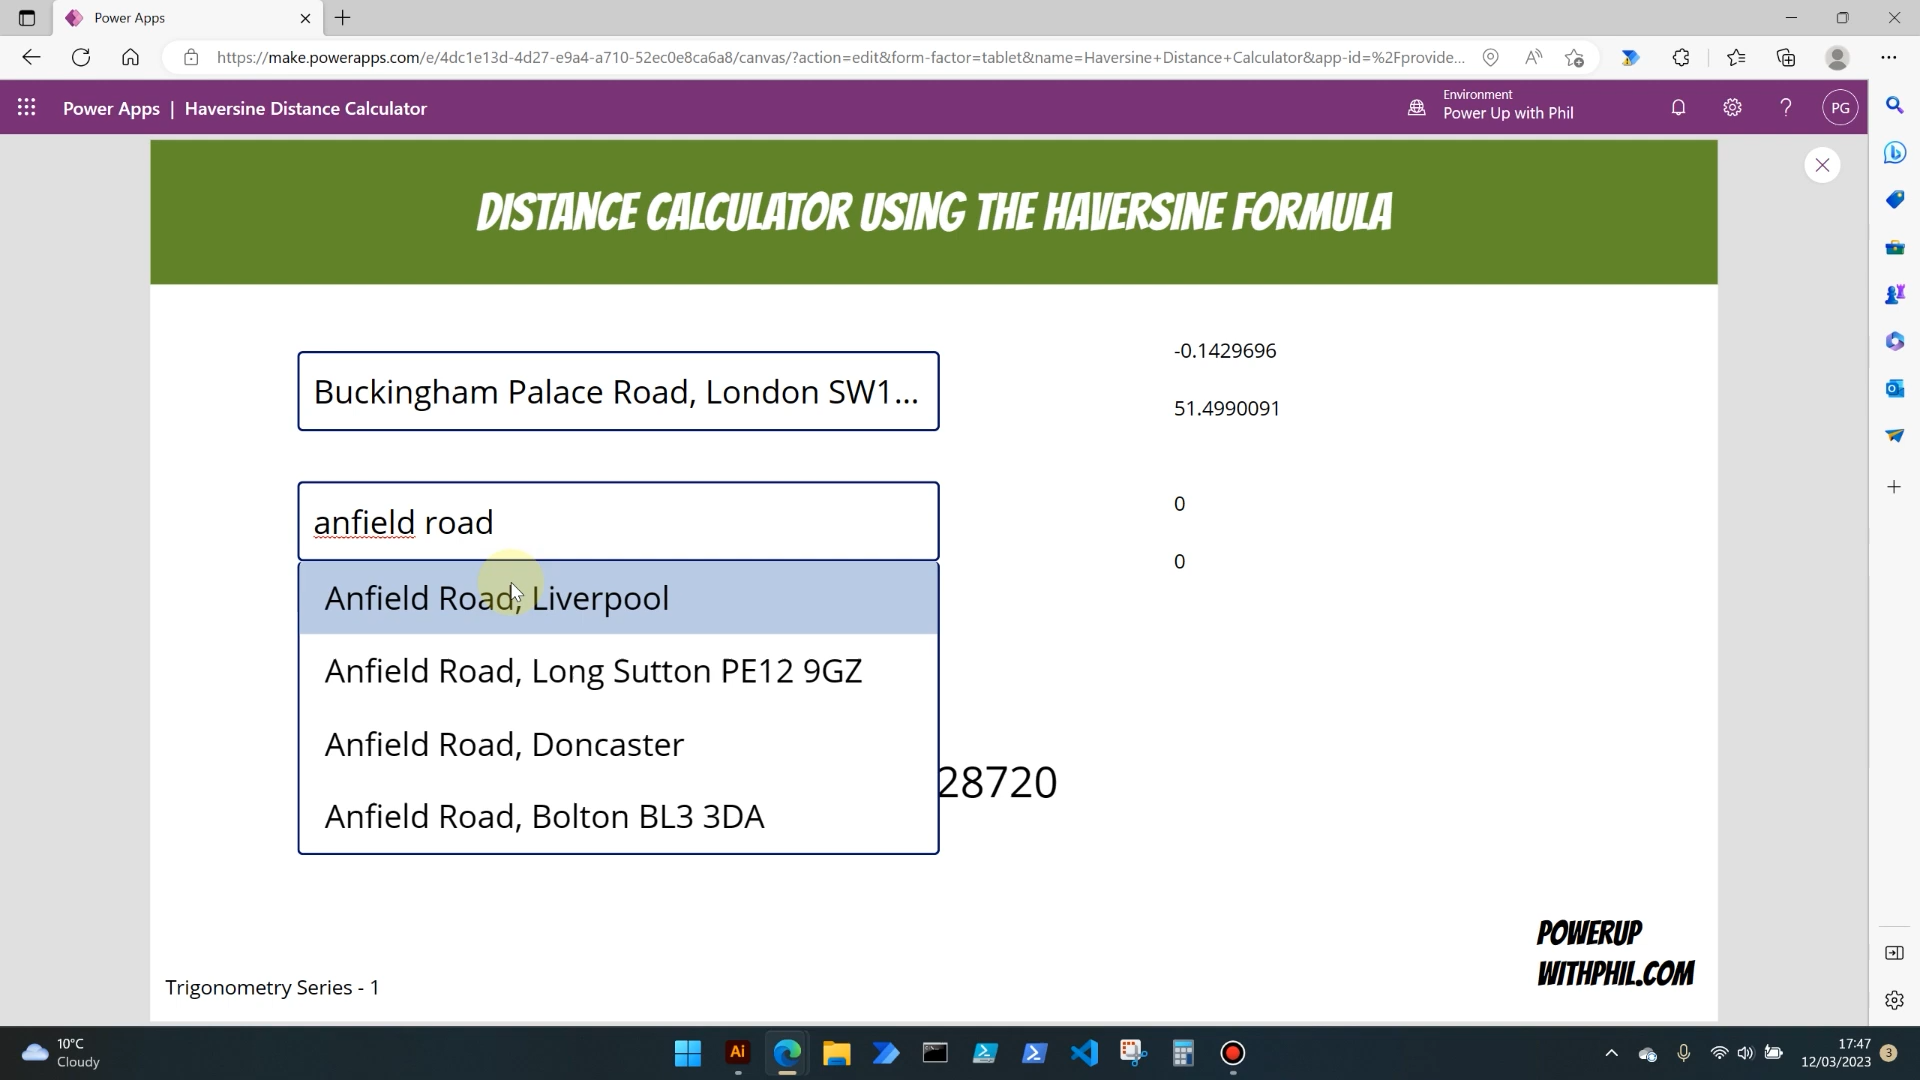 Power Apps
https://make.powerapps.com/e/4dc1e13d-4d27-e9a4-a710-52ec0e8ca6a8/canvas/?action=edit&form-factor=tablet&name=Haversine+Distance+Calculator&app-id=%2Fprovide...
Power Apps | Haversine Distance Calculator
Environment
Power Up with Phil
PG
DISTANCE CALCULATOR USING THE HAVERSINE FORMULA
Buckingham Palace Road, London SW1...
-0.1429696
51.4990091
anfield road
0
0
Anfield Road, Liverpool
Anfield Road, Long Sutton PE12 9GZ
Anfield Road, Doncaster
Anfield Road, Bolton BL3 3DA
28720
POWERUP
WITHPHIL.COM
Trigonometry Series - 1
10°C
Cloudy
Ai
17:47
12/03/2023
3